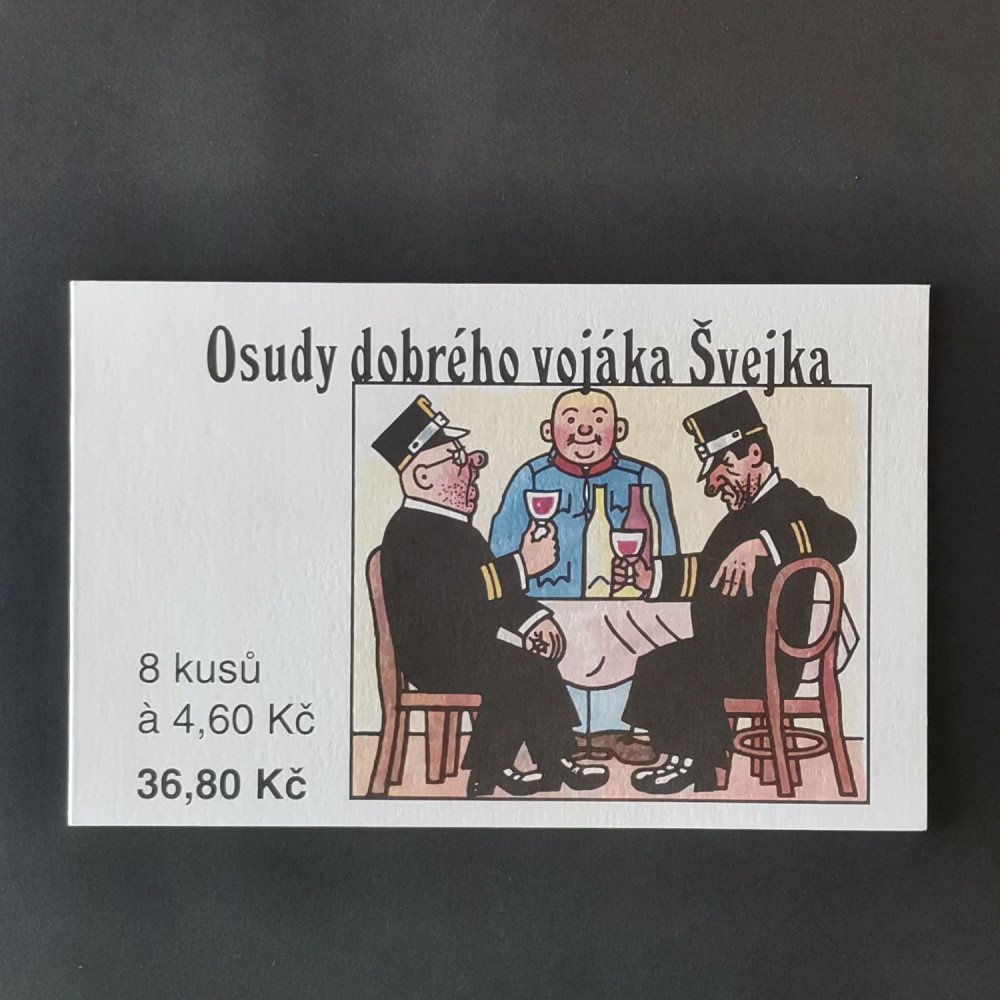 Osudy dobrého vojáka Švejka
8 kusů
à 4,60 Kč
36,80 Kč